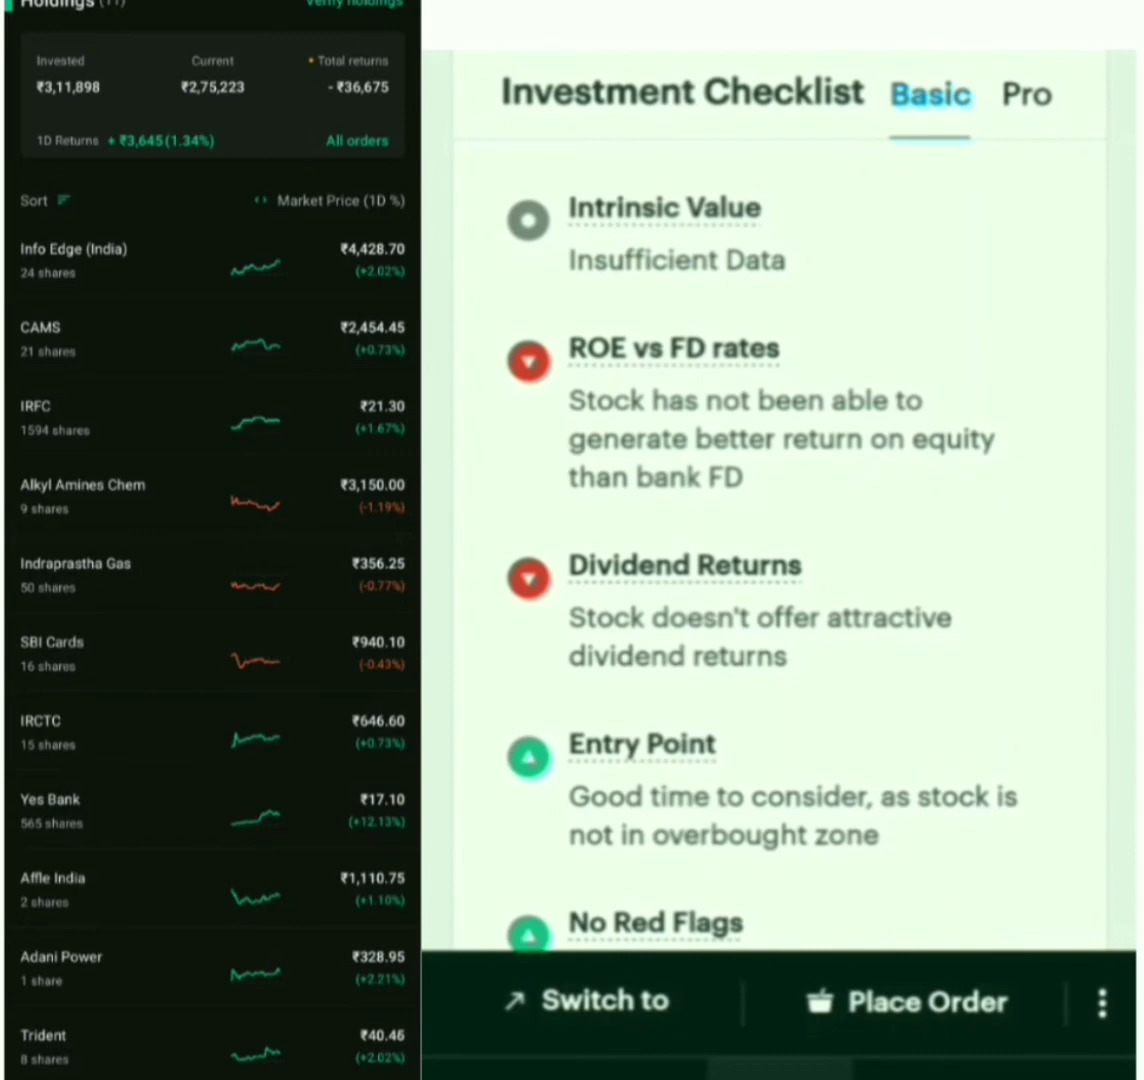 Holdings (11)
Verify holdings
Invested
Current
Total returns
₹3,11,898
₹2,75,223
- ₹36,675
1D Returns + ₹3,645(1.34%)
All orders
Sort
Market Price (1D %)
Info Edge (India)
₹4,428.70
24 shares
(+2.02%)
CAMS
₹2,454.45
21 shares
(+0.73%)
IRFC
₹21.30
1594 shares
(+1.67%)
Alkyl Amines Chem
₹3,150.00
9 shares
(-1.19%)
Indraprastha Gas
₹356.25
50 shares
(-0.77%)
SBI Cards
₹940.10
16 shares
(-0.43%)
IRCTC
₹646.60
15 shares
(+0.73%)
Yes Bank
₹17.10
565 shares
(+12.13%)
Affle India
₹1,110.75
2 shares
(+1.10%)
Adani Power
₹328.95
1 share
(+2.21%)
Trident
₹40.45
8 shares
(+2.02%)
Investment Checklist
Basic
Pro
Intrinsic Value
Insufficient Data
ROE vs FD rates
Stock has not been able to
generate better return on equity
than bank FD
Dividend Returns
Stock doesn't offer attractive
dividend returns
Entry Point
Good time to consider, as stock is
not in overbought zone
No Red Flags
Switch to
Place Order